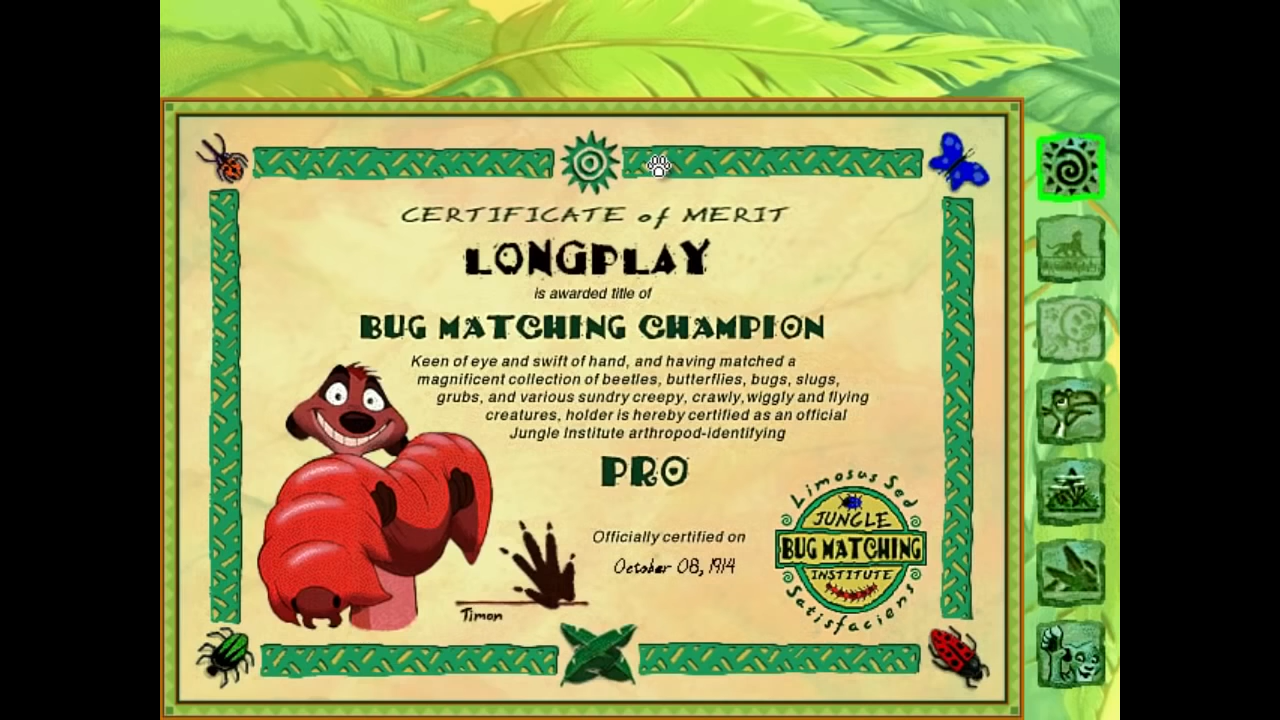 CERTIFICATE of MERIT
LONGPLAY
is awarded title of
BUG MATCHING CHAMPION
Keen of eye and swift of hand, and having matched a
magnificent collection of beetles, butterflies, bugs, slugs,
grubs, and various sundry creepy, crawly,wiggly and flying
creatures, holder is hereby certified as an official
Jungle Institute arthropod-identifying
PRO
Officially certified on
October 08, 1914
Timon
Limosus Sed
JUNGLE
BUG MATCHING
INSTITUTE
Satisfaciens